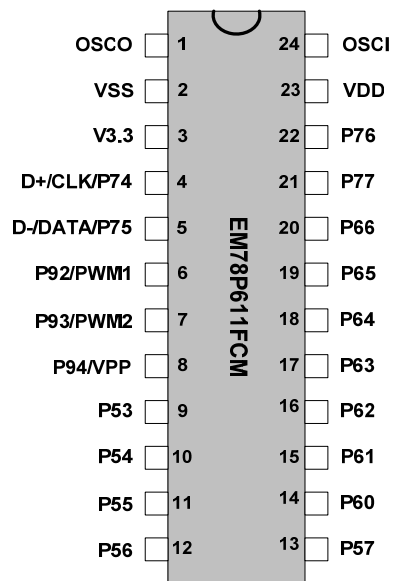 OSCO 1 24 OSCI
VSS 2 23 VDD
V3.3 3 22 P76
D+/CLK/P74 4 21 P77
D-/DATA/P75 5 20 P66
P92/PWM1 6 19 P65
P93/PWM2 7 18 P64
P94/VPP 8 17 P63
P53 9 16 P62
P54 10 15 P61
P55 11 14 P60
P56 12 13 P57
EM78P611FCM